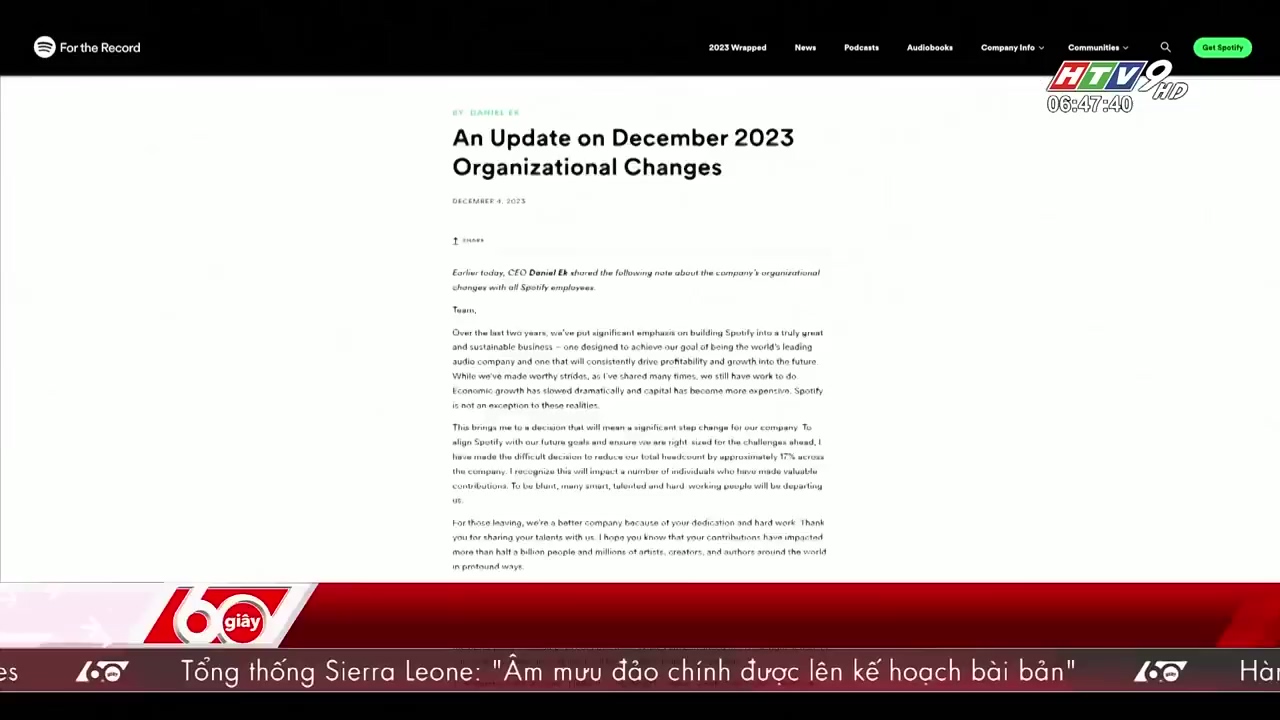 For the Record
2023 Wrapped News Podcasts Audiobooks Company Info Communities Get Spotify
HTV9 HD
06:47:40
BY DANIEL EK
An Update on December 2023
Organizational Changes
DECEMBER 4, 2023
SHARE
Earlier today, CEO Daniel Ek shared the following note about the company's organizational
changes with all Spotify employees.
Team,
Over the last two years, we've put significant emphasis on building Spotify into a truly great
and sustainable business – one designed to achieve our goal of being the world's leading
audio company and one that will consistently drive profitability and growth into the future.
While we've made worthy strides, as I've shared many times, we still have work to do.
Economic growth has slowed dramatically and capital has become more expensive. Spotify
is not an exception to these realities.
This brings me to a decision that will mean a significant step change for our company. To
align Spotify with our future goals and ensure we are right-sized for the challenges ahead, I
have made the difficult decision to reduce our total headcount by approximately 17% across
the company. I recognize this will impact a number of individuals who have made valuable
contributions. To be blunt, many smart, talented and hard-working people will be departing
us.
For those leaving, we're a better company because of your dedication and hard work. Thank
you for sharing your talents with us. I hope you know that your contributions have impacted
more than half a billion people and millions of artists, creators, and authors around the world
in profound ways.
60 giây
es 60 giây Tổng thống Sierra Leone: "Âm mưu đảo chính được lên kế hoạch bài bản" 60 giây Hàn